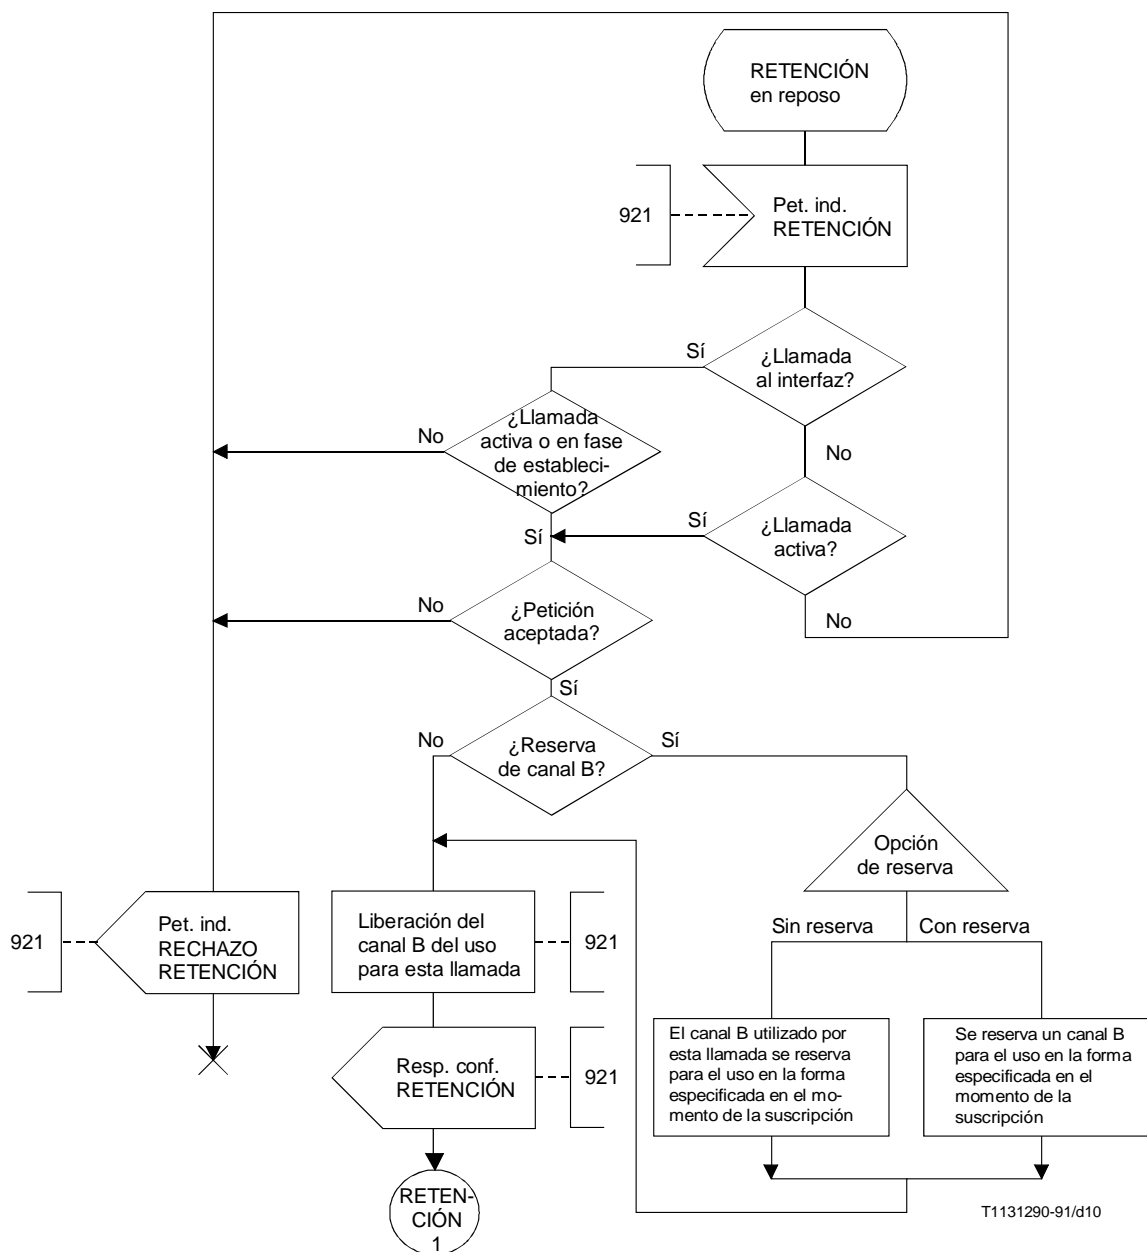 RETENCIÓN
en reposo
921
Pet. ind.
RETENCIÓN
Sí
¿Llamada
al interfaz?
No
¿Llamada
activa o en fase
de estableci-
miento?
No
Sí
Sí
¿Llamada
activa?
No
¿Petición
aceptada?
No
Sí
No
¿Reserva
de canal B?
Sí
Opción
de reserva
921
Pet. ind.
RECHAZO
RETENCIÓN
Liberación del
canal B del uso
para esta llamada
921
Sin reserva
Con reserva
El canal B utilizado por
esta llamada se reserva
para el uso en la forma
especificada en el mo-
mento de la suscripción
Se reserva un canal B
para el uso en la forma
especificada en el
momento de la
suscripción
Resp. conf.
RETENCIÓN
921
RETEN-
CIÓN
1
T1131290-91/d10